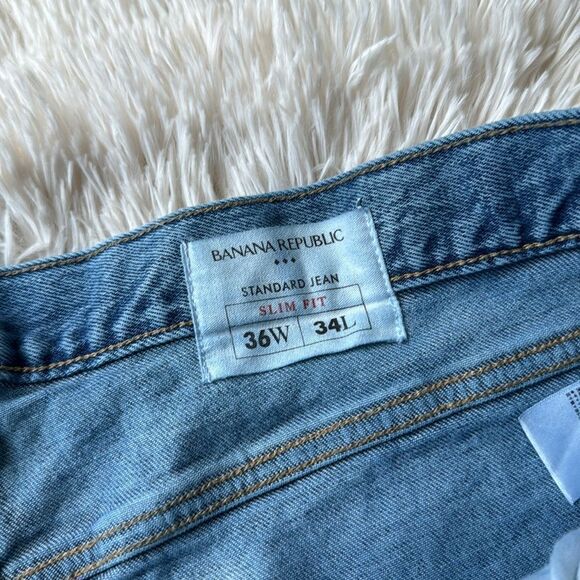 BANANA REPUBLIC
STANDARD JEAN
SLIM FIT
36W 34L